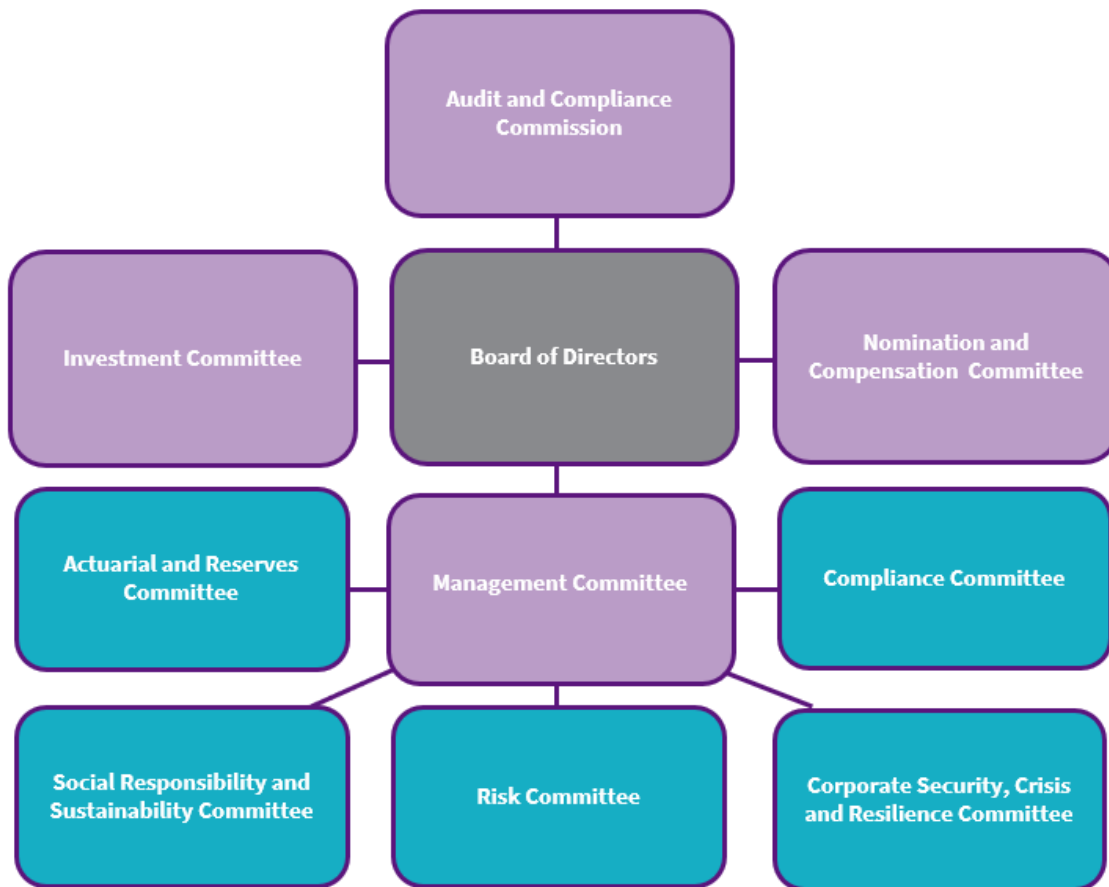 Audit and Compliance
Commission
Investment Committee
Board of Directors
Nomination and
Compensation  Committee
Actuarial and Reserves
Committee
Management Committee
Compliance Committee
Social Responsibility and
Sustainability Committee
Risk Committee
Corporate Security, Crisis
and Resilience Committee